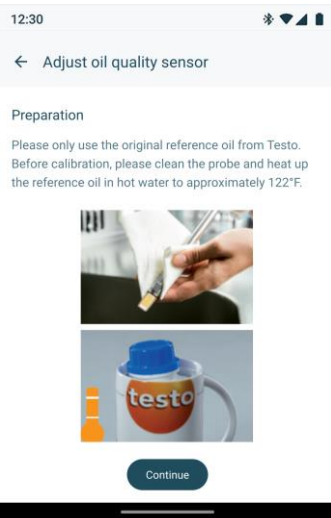 12:30
Adjust oil quality sensor
Preparation
Please only use the original reference oil from Testo.
Before calibration, please clean the probe and heat up
the reference oil in hot water to approximately 122°F.
testo
Continue